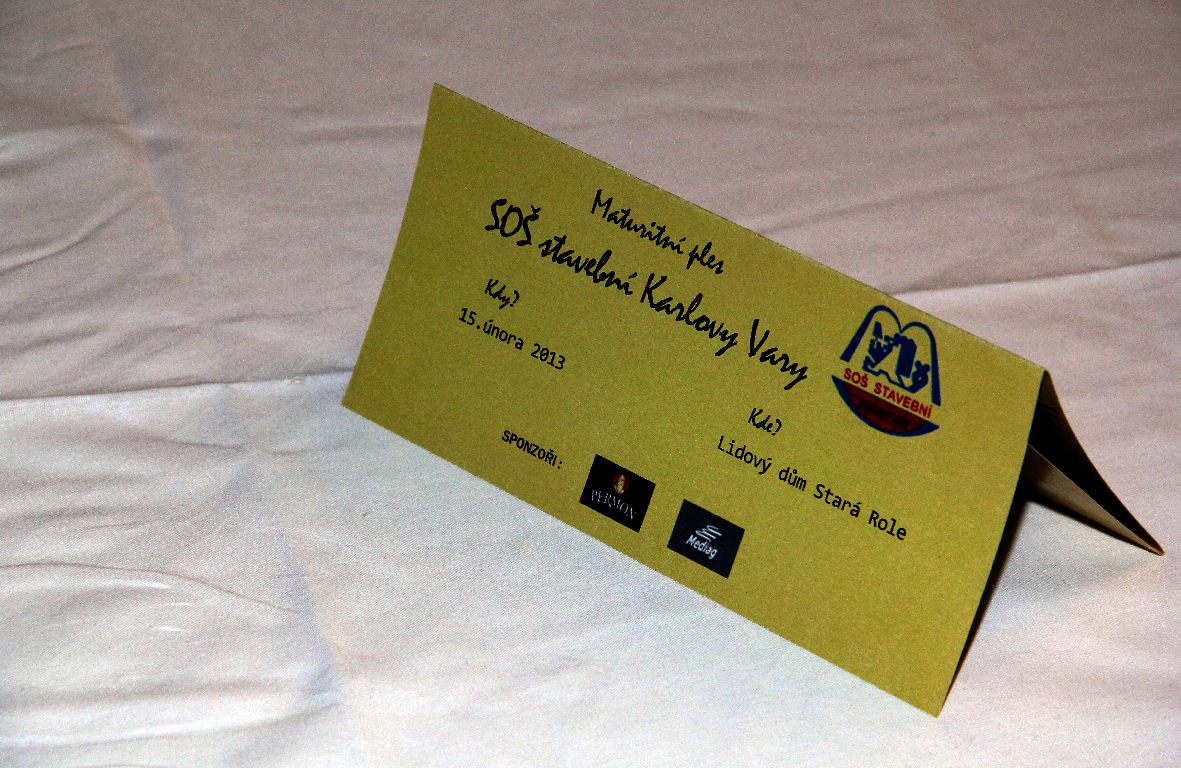 Maturitní ples
SOŠ stavební Karlovy Vary
Kdy?
15.února 2013
Kde?
Lidový dům Stará Role
SPONZOŘI:
PERMON
Mediag
SOŠ STAVEBNÍ